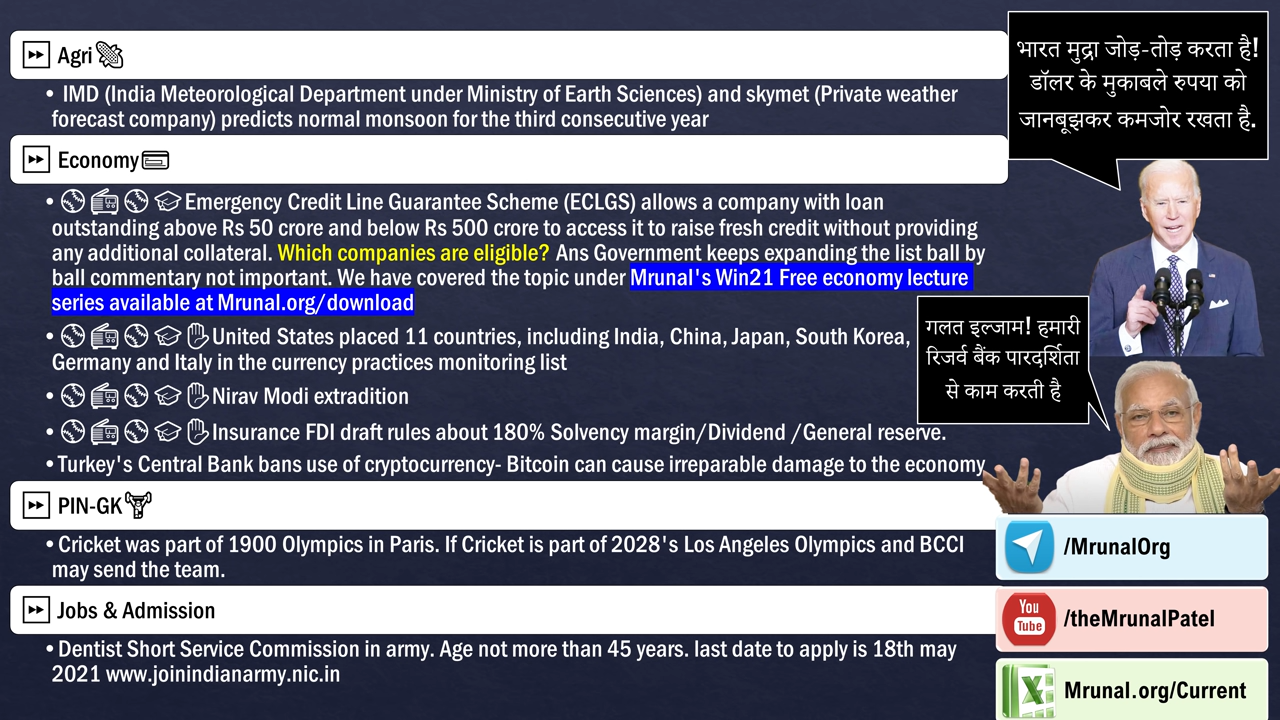 Agri
• IMD (India Meteorological Department under Ministry of Earth Sciences) and skymet (Private weather
forecast company) predicts normal monsoon for the third consecutive year
Economy
• Emergency Credit Line Guarantee Scheme (ECLGS) allows a company with loan
outstanding above Rs 50 crore and below Rs 500 crore to access it to raise fresh credit without providing
any additional collateral. Which companies are eligible? Ans Government keeps expanding the list ball by
ball commentary not important. We have covered the topic under Mrunal's Win21 Free economy lecture
series available at Mrunal.org/download
• United States placed 11 countries, including India, China, Japan, South Korea,
Germany and Italy in the currency practices monitoring list
• Nirav Modi extradition
• Insurance FDI draft rules about 180% Solvency margin/Dividend /General reserve.
• Turkey's Central Bank bans use of cryptocurrency- Bitcoin can cause irreparable damage to the economy
PIN-GK
• Cricket was part of 1900 Olympics in Paris. If Cricket is part of 2028's Los Angeles Olympics and BCCI
may send the team.
Jobs & Admission
• Dentist Short Service Commission in army. Age not more than 45 years. last date to apply is 18th may
2021 www.joinindianarmy.nic.in
भारत मुद्रा जोड़-तोड़ करता है!
डॉलर के मुकाबले रुपया को
जानबूझकर कमजोर रखता है.
गलत इल्जाम! हमारी
रिजर्व बैंक पारदर्शिता
से काम करती है
/MrunalOrg
You
Tube
/theMrunalPatel
Mrunal.org/Current